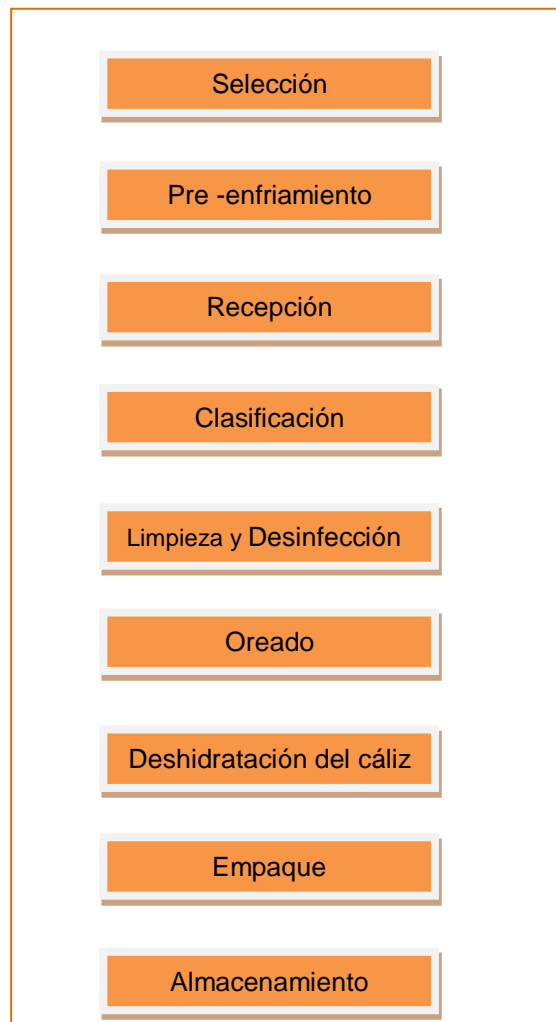 Selección
Pre -enfriamiento
Recepción
Clasificación
Limpieza y Desinfección
Oreado
Deshidratación del cáliz
Empaque
Almacenamiento